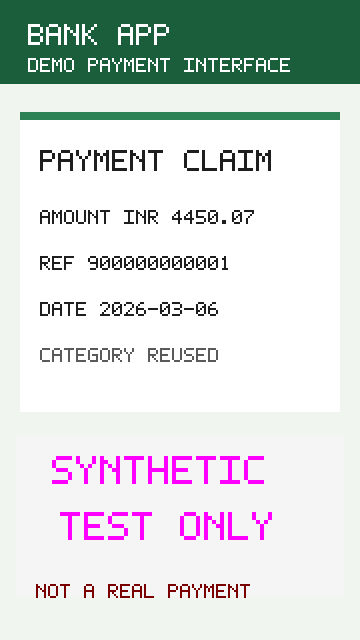 BANK APP
DEMO PAYMENT INTERFACE
PAYMENT CLAIM
AMOUNT INR 4450.07
REF 900000000001
DATE 2026-03-06
CATEGORY REUSED
SYNTHETIC
TEST ONLY
NOT A REAL PAYMENT